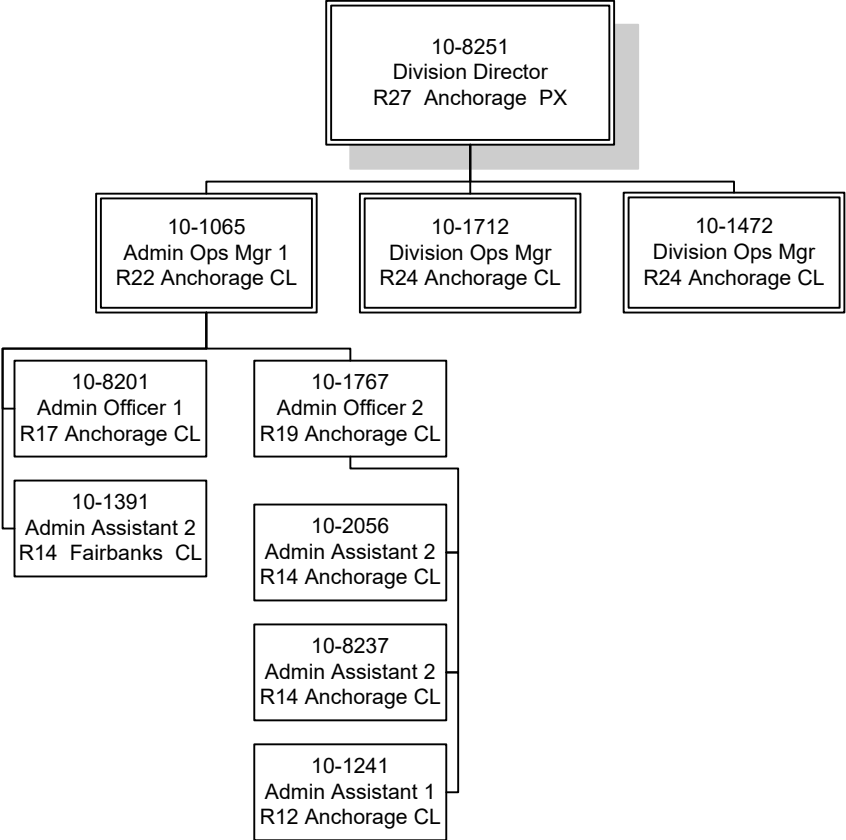 10-8251
Division Director
R27 Anchorage PX
10-1065
Admin Ops Mgr 1
R22 Anchorage CL
10-1712
Division Ops Mgr
R24 Anchorage CL
10-1472
Division Ops Mgr
R24 Anchorage CL
10-8201
Admin Officer 1
R17 Anchorage CL
10-1767
Admin Officer 2
R19 Anchorage CL
10-1391
Admin Assistant 2
R14 Fairbanks CL
10-2056
Admin Assistant 2
R14 Anchorage CL
10-8237
Admin Assistant 2
R14 Anchorage CL
10-1241
Admin Assistant 1
R12 Anchorage CL